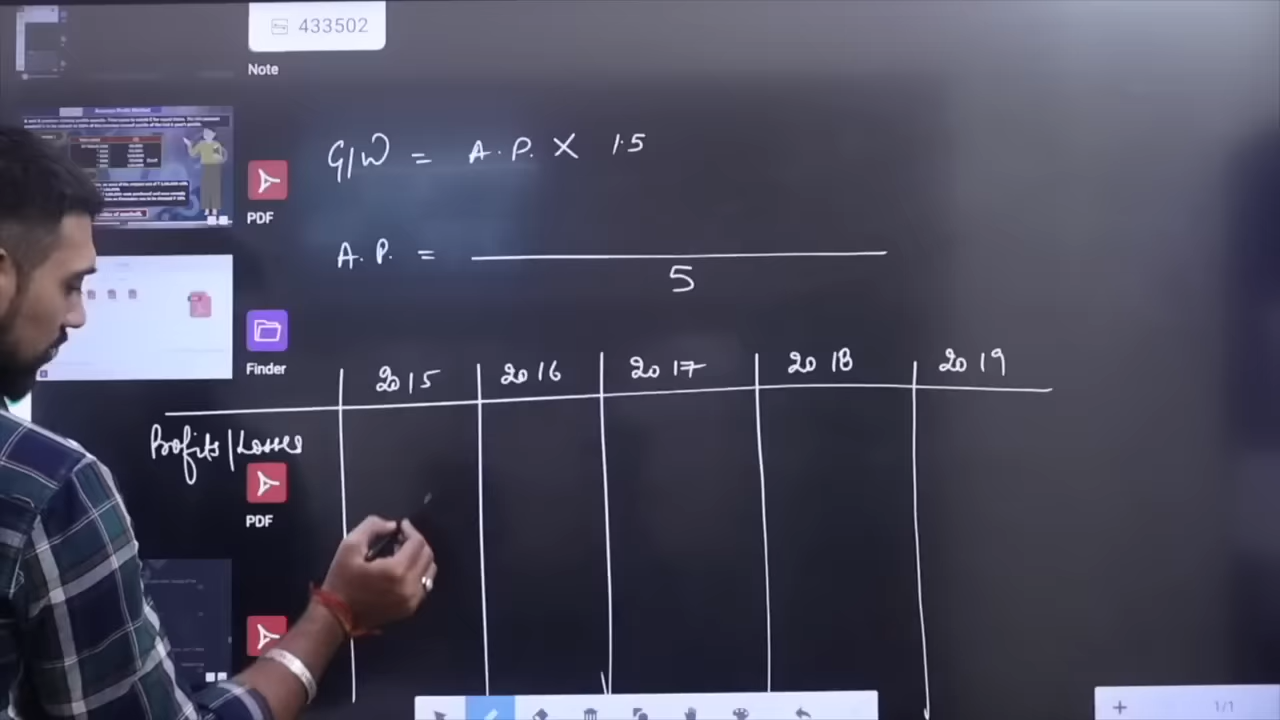 433502
Note
G/W = A.P. X 1.5
PDF
A.P. =
5
Finder
2015 2016 2017 2018 2019
Profits/Losses
PDF
1/1